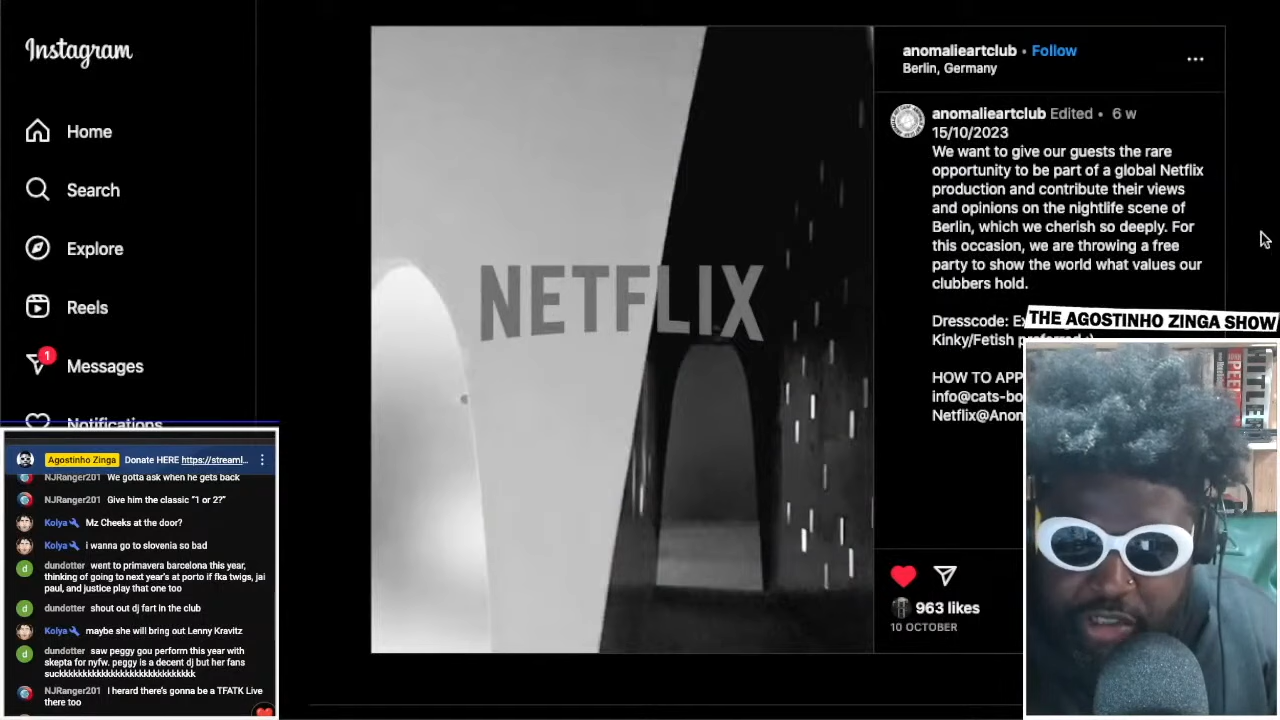 Instagram
Home
Search
Explore
Reels
1
Messages
Notifications
NETFLIX
anomalieartclub • Follow
Berlin, Germany
anomalieartclub Edited • 6 w
15/10/2023
We want to give our guests the rare
opportunity to be part of a global Netflix
production and contribute their views
and opinions on the nightlife scene of
Berlin, which we cherish so deeply. For
this occasion, we are throwing a free
party to show the world what values our
clubbers hold.
Dresscode:
Kinky/Fetish
HOW TO APP
info@cats-bo
Netflix@Anon
963 likes
10 OCTOBER
THE AGOSTINHO ZINGA SHOW
HITLER
Agostinho Zinga Donate HERE https://streaml...
NJRanger201 We gotta ask when he gets back
NJRanger201 Give him the classic "1 or 2?"
Kolya Mz Cheeks at the door?
Kolya i wanna go to slovenia so bad
dundotter went to primavera barcelona this year,
thinking of going to next year's at porto if fka twigs, jai
paul, and justice play that one too
dundotter shout out dj fart in the club
Kolya maybe she will bring out Lenny Kravitz
dundotter saw peggy gou perform this year with
skepta for nyfw. peggy is a decent dj but her fans
suckkkkkkkkkkkkkkkkkkkkkkkkkkk
NJRanger201 I herard there's gonna be a TFATK Live
there too